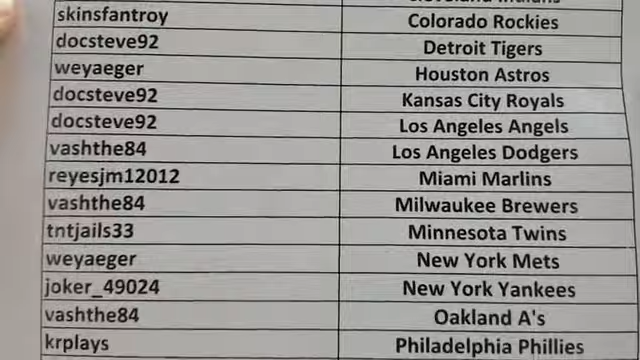 skinsfantroy Colorado Rockies
docsteve92 Detroit Tigers
weyaeger Houston Astros
docsteve92 Kansas City Royals
docsteve92 Los Angeles Angels
vashthe84 Los Angeles Dodgers
reyesjm12012 Miami Marlins
vashthe84 Milwaukee Brewers
tntjails33 Minnesota Twins
weyaeger New York Mets
joker_49024 New York Yankees
vashthe84 Oakland A's
krplays Philadelphia Phillies